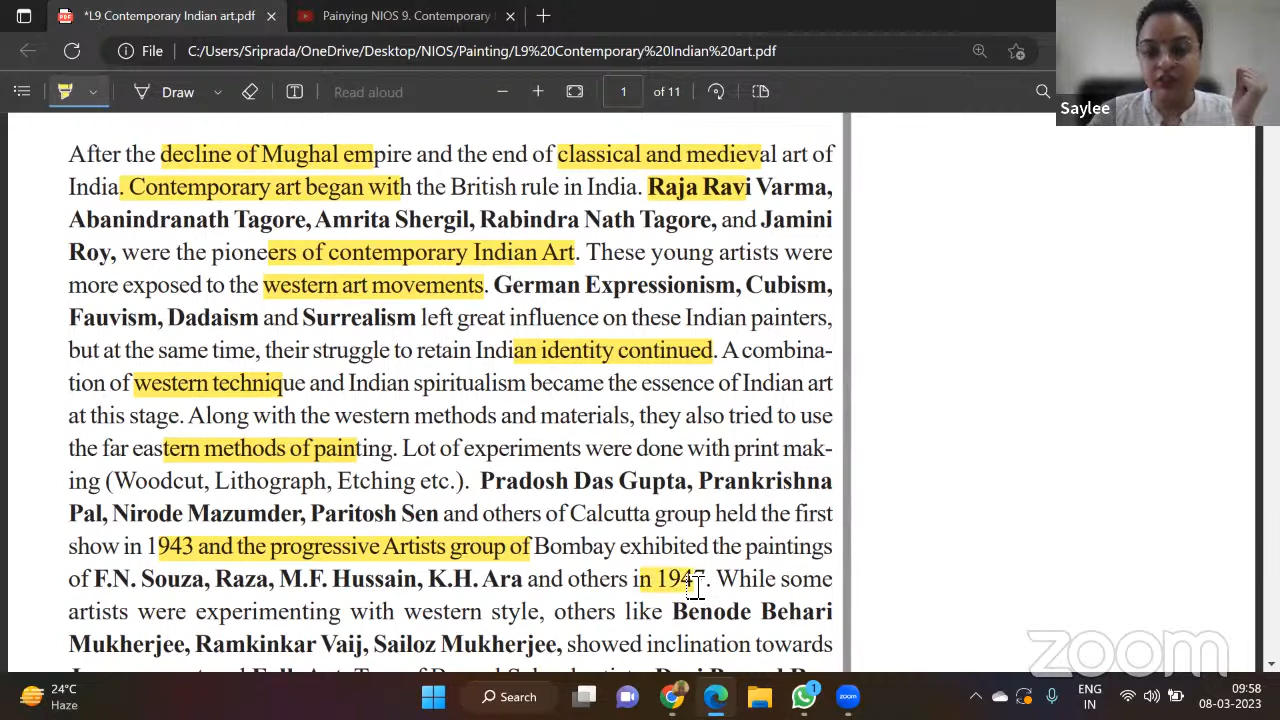 *L9 Contemporary Indian art.pdf
Painying NIOS 9. Contemporary
File C:/Users/Sriprada/OneDrive/Desktop/NIOS/Painting/L9%20Contemporary%20Indian%20art.pdf
Draw Read aloud 1 of 11
Saylee
After the decline of Mughal empire and the end of classical and medieval art of
India. Contemporary art began with the British rule in India. Raja Ravi Varma,
Abanindranath Tagore, Amrita Shergil, Rabindra Nath Tagore, and Jamini
Roy, were the pioneers of contemporary Indian Art. These young artists were
more exposed to the western art movements. German Expressionism, Cubism,
Fauvism, Dadaism and Surrealism left great influence on these Indian painters,
but at the same time, their struggle to retain Indian identity continued. A combina-
tion of western technique and Indian spiritualism became the essence of Indian art
at this stage. Along with the western methods and materials, they also tried to use
the far eastern methods of painting. Lot of experiments were done with print mak-
ing (Woodcut, Lithograph, Etching etc.). Pradosh Das Gupta, Prankrishna
Pal, Nirode Mazumder, Paritosh Sen and others of Calcutta group held the first
show in 1943 and the progressive Artists group of Bombay exhibited the paintings
of F.N. Souza, Raza, M.F. Hussain, K.H. Ara and others in 1947. While some
artists were experimenting with western style, others like Benode Behari
Mukherjee, Ramkinkar Vaij, Sailoz Mukherjee, showed inclination towards
zoom
24°C
Haze
Search
zoom
1
ENG
IN
09:58
08-03-2023